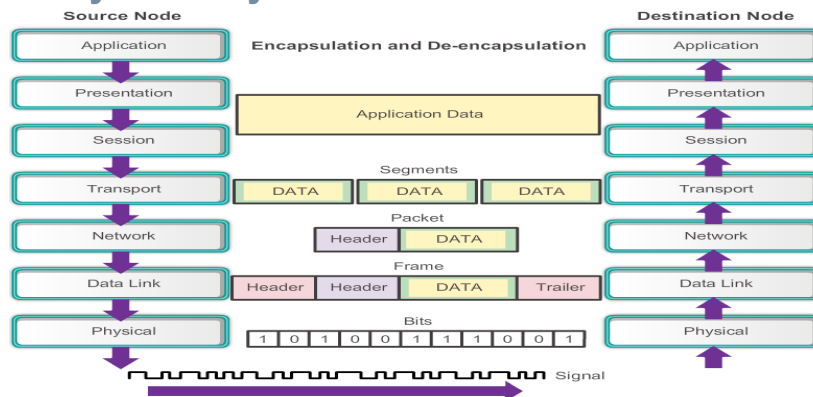 Source Node
Destination Node
Application
Encapsulation and De-encapsulation
Application
Presentation
Application Data
Presentation
Session
Session
Segments
Transport
DATA
DATA
DATA
Transport
Packet
Network
Header
DATA
Network
Frame
Data Link
Header
Header
DATA
Trailer
Data Link
Bits
Physical
1 0 1 0 0 1 1 1 0 0 1
Physical
Signal